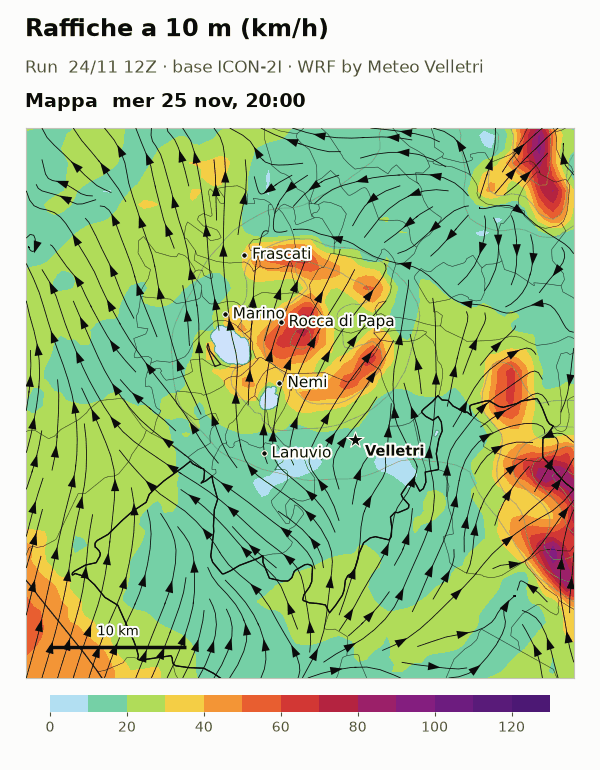 Raffiche a 10 m (km/h)
Run  24/11 12Z · base ICON-2I · WRF by Meteo Velletri
Mappa  mer 25 nov, 20:00
Frascati
Marino
Rocca di Papa
Nemi
Velletri
Lanuvio
10 km
0 20 40 60 80 100 120